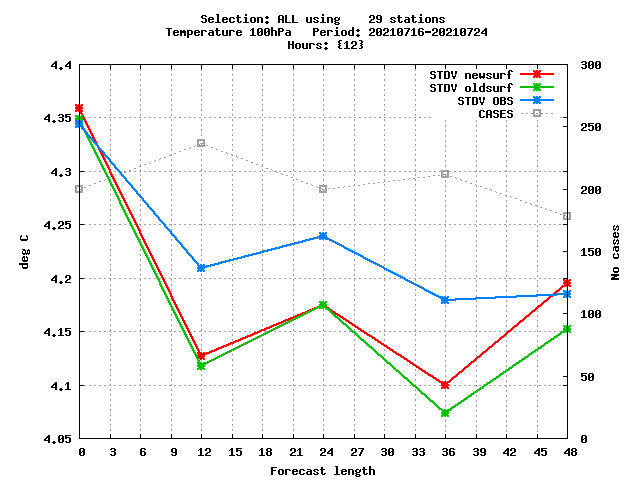 Selection: ALL using    29 stations
Temperature 100hPa   Period: 20210716-20210724
Hours: {12}
4.4
4.35
4.3
4.25
4.2
4.15
4.1
4.05
deg C
STDV newsurf
STDV oldsurf
STDV OBS
CASES
300
250
200
150
100
50
0
No cases
0 3 6 9 12 15 18 21 24 27 30 33 36 39 42 45 48
Forecast length